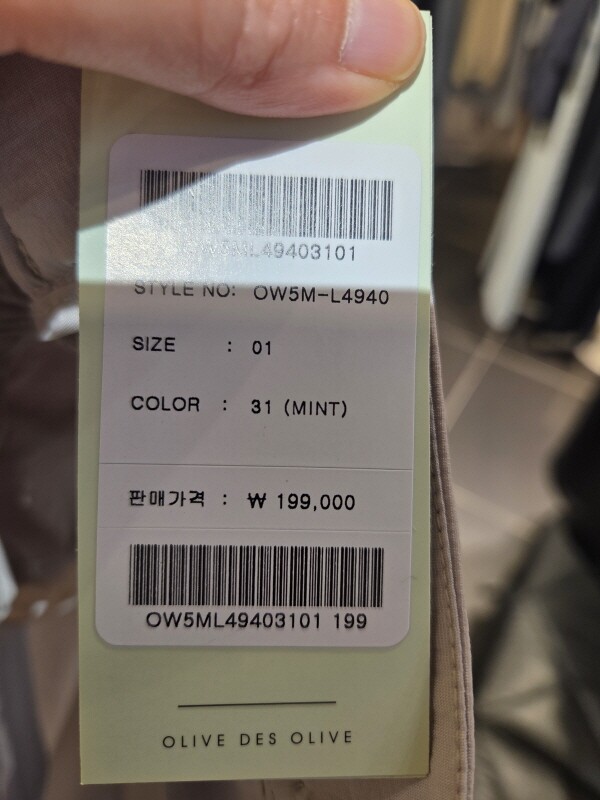 OW5ML49403101
STYLE NO: OW5M-L4940
SIZE : 01
COLOR : 31 (MINT)
판매가격 : ₩ 199,000
OW5ML49403101 199
OLIVE DES OLIVE